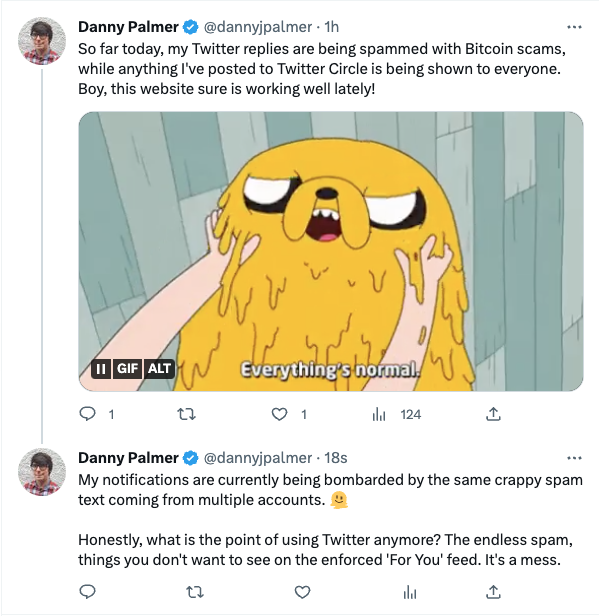 Danny Palmer @dannyjpalmer · 1h
So far today, my Twitter replies are being spammed with Bitcoin scams,
while anything I've posted to Twitter Circle is being shown to everyone.
Boy, this website sure is working well lately!
Everything's normal.
GIF ALT
1 1 124
Danny Palmer @dannyjpalmer · 18s
My notifications are currently being bombarded by the same crappy spam
text coming from multiple accounts. 🫠
Honestly, what is the point of using Twitter anymore? The endless spam,
things you don't want to see on the enforced 'For You' feed. It's a mess.